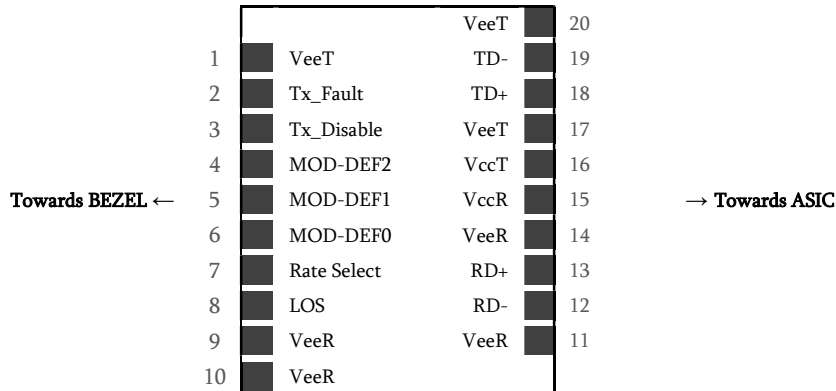 VeeT 20
1 VeeT TD- 19
2 Tx_Fault TD+ 18
3 Tx_Disable VeeT 17
4 MOD-DEF2 VccT 16
Towards BEZEL ← 5 MOD-DEF1 VccR 15 → Towards ASIC
6 MOD-DEF0 VeeR 14
7 Rate Select RD+ 13
8 LOS RD- 12
9 VeeR VeeR 11
10 VeeR